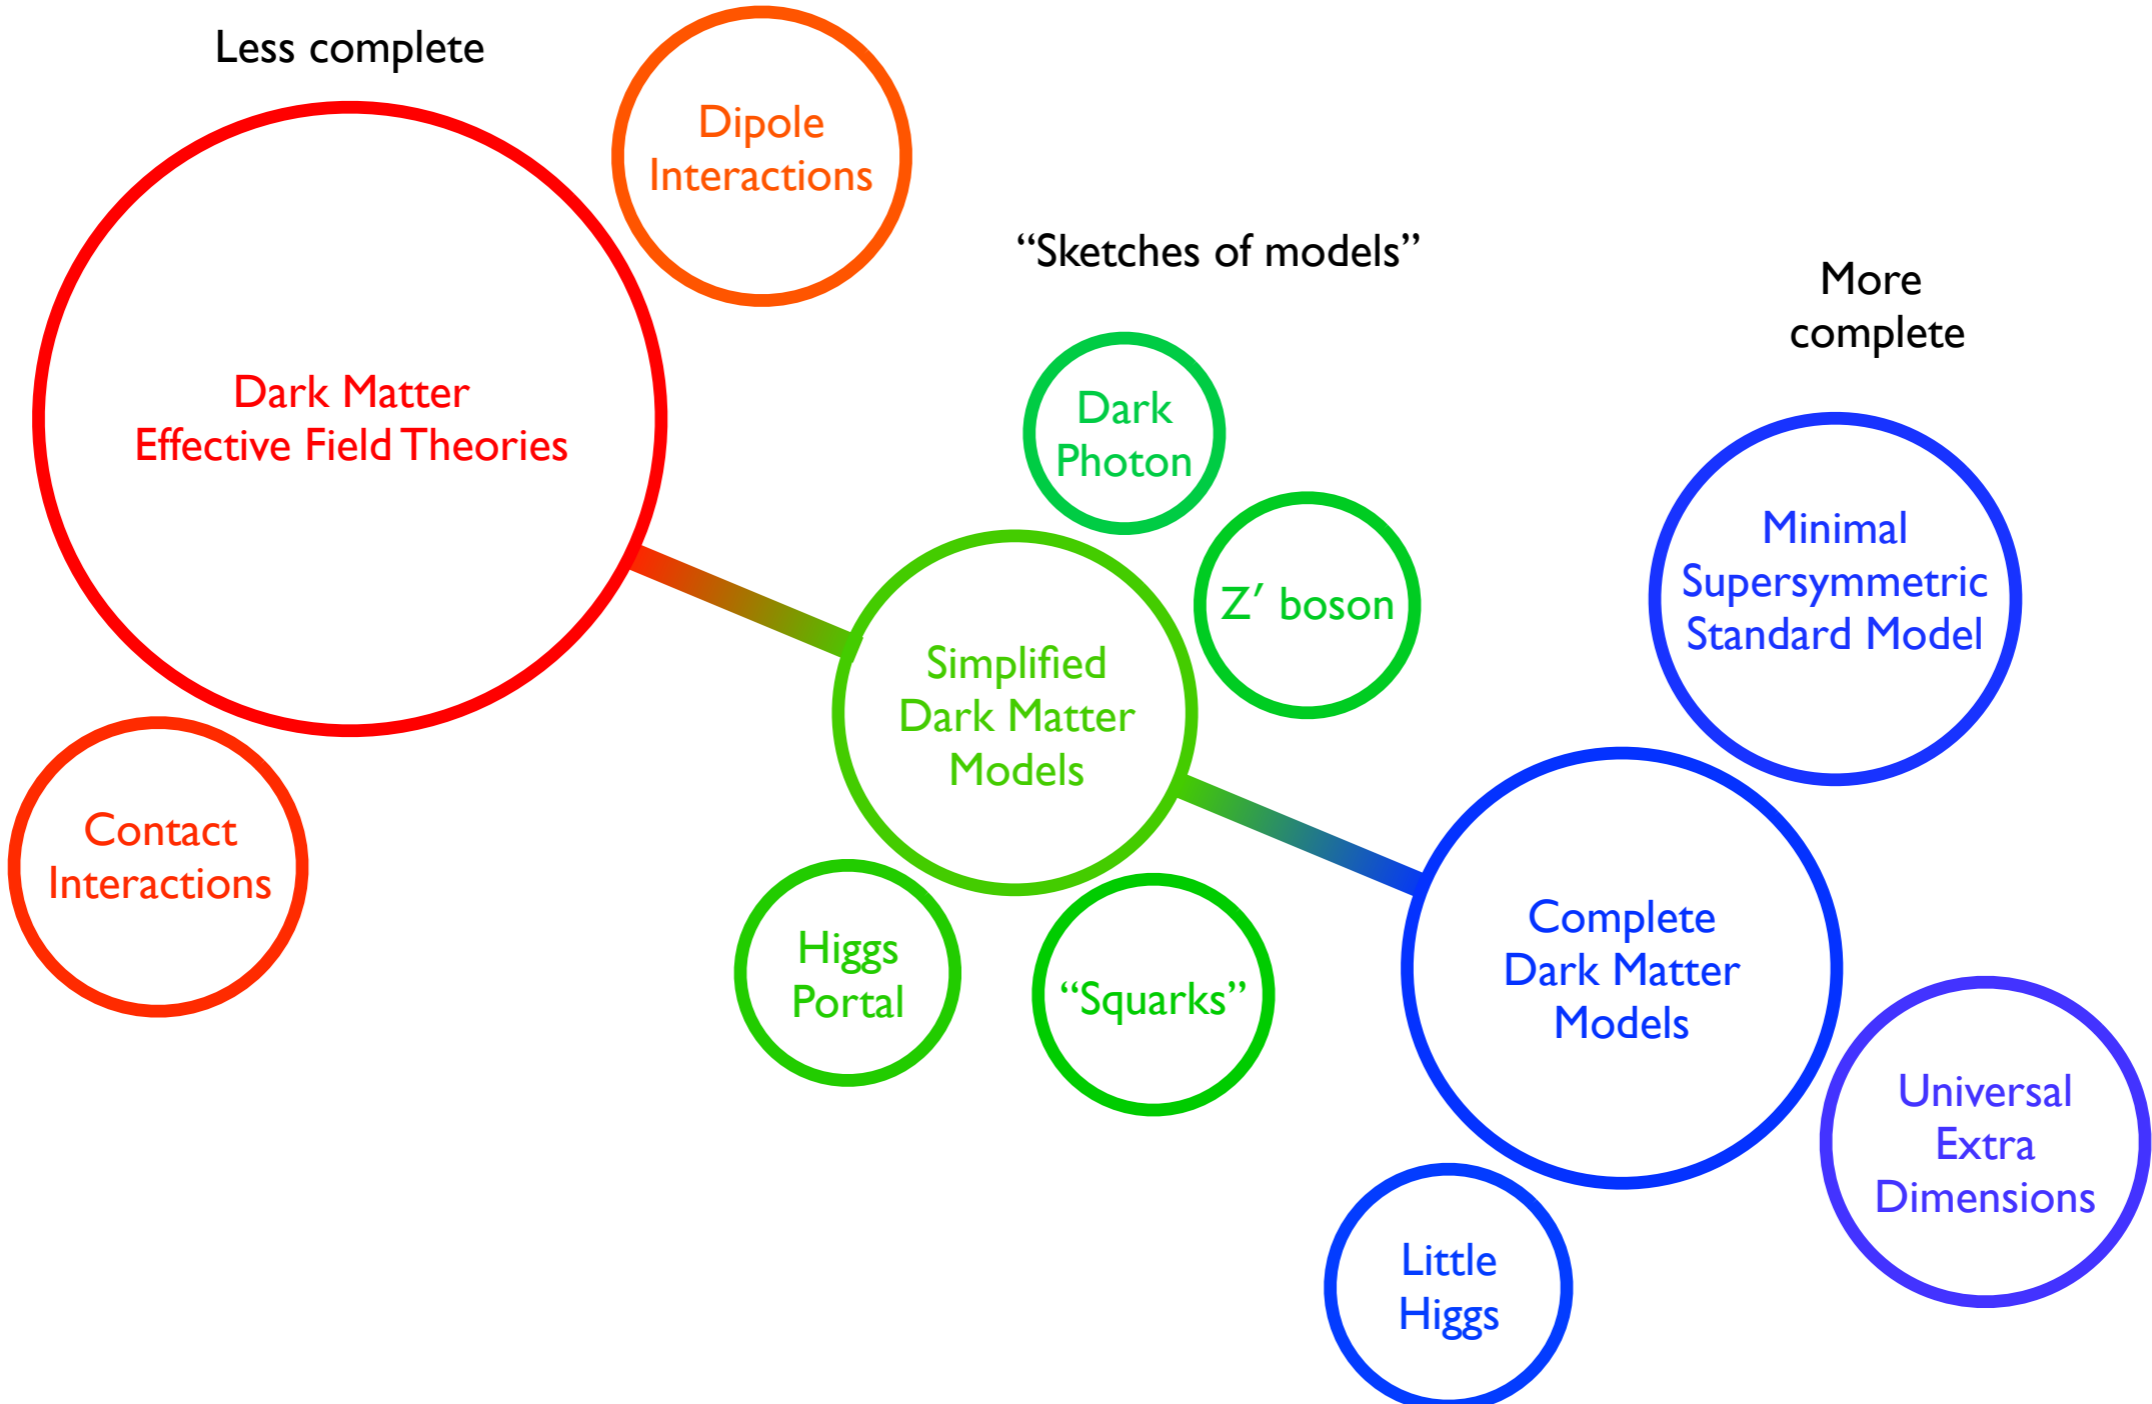 Less complete
Dipole
Interactions
“Sketches of models”
More
complete
Dark Matter
Effective Field Theories
Dark
Photon
Z′ boson
Minimal
Supersymmetric
Standard Model
Simplified
Dark Matter
Models
Contact
Interactions
Higgs
Portal
“Squarks”
Complete
Dark Matter
Models
Universal
Extra
Dimensions
Little
Higgs